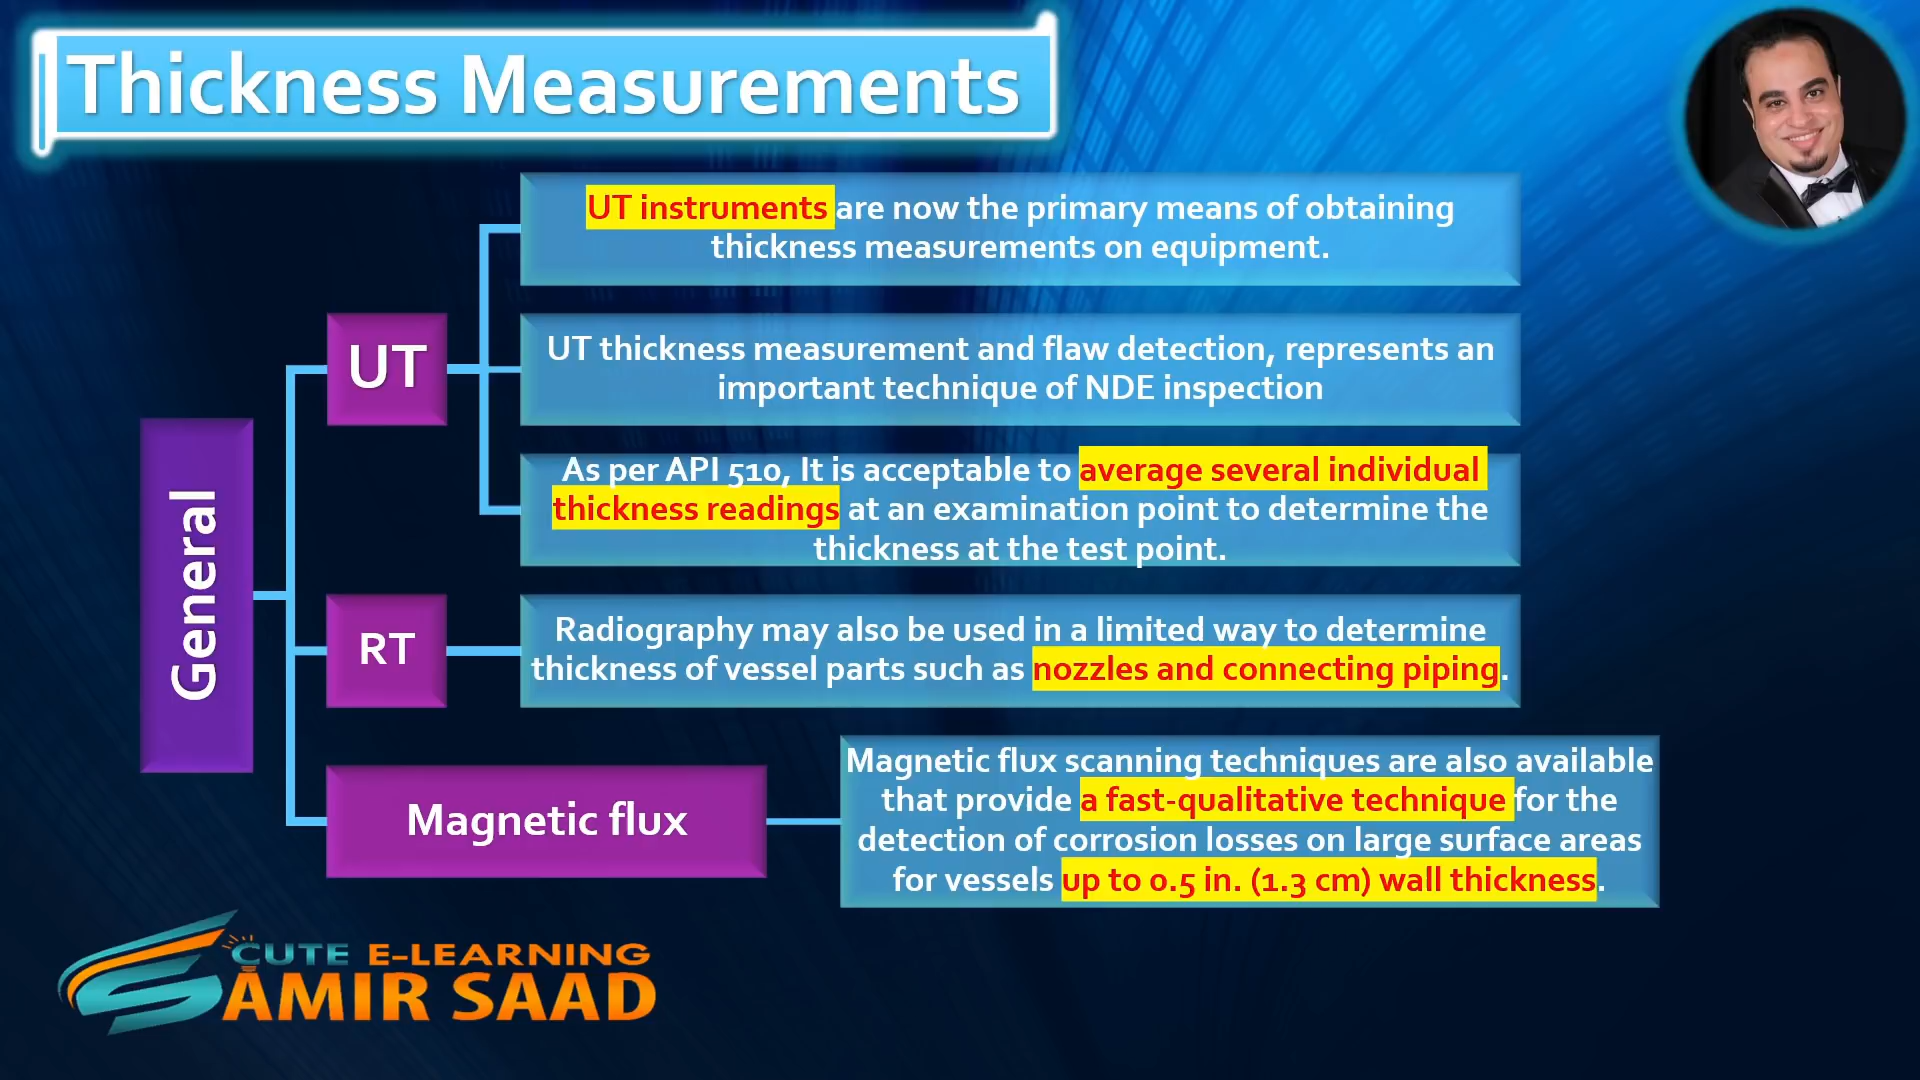 Thickness Measurements
UT instruments are now the primary means of obtaining
thickness measurements on equipment.
UT
UT thickness measurement and flaw detection, represents an
important technique of NDE inspection
As per API 510, It is acceptable to average several individual
thickness readings at an examination point to determine the
thickness at the test point.
General
RT
Radiography may also be used in a limited way to determine
thickness of vessel parts such as nozzles and connecting piping.
Magnetic flux
Magnetic flux scanning techniques are also available
that provide a fast-qualitative technique for the
detection of corrosion losses on large surface areas
for vessels up to 0.5 in. (1.3 cm) wall thickness.
CUTE E-LEARNING
AMIR SAAD